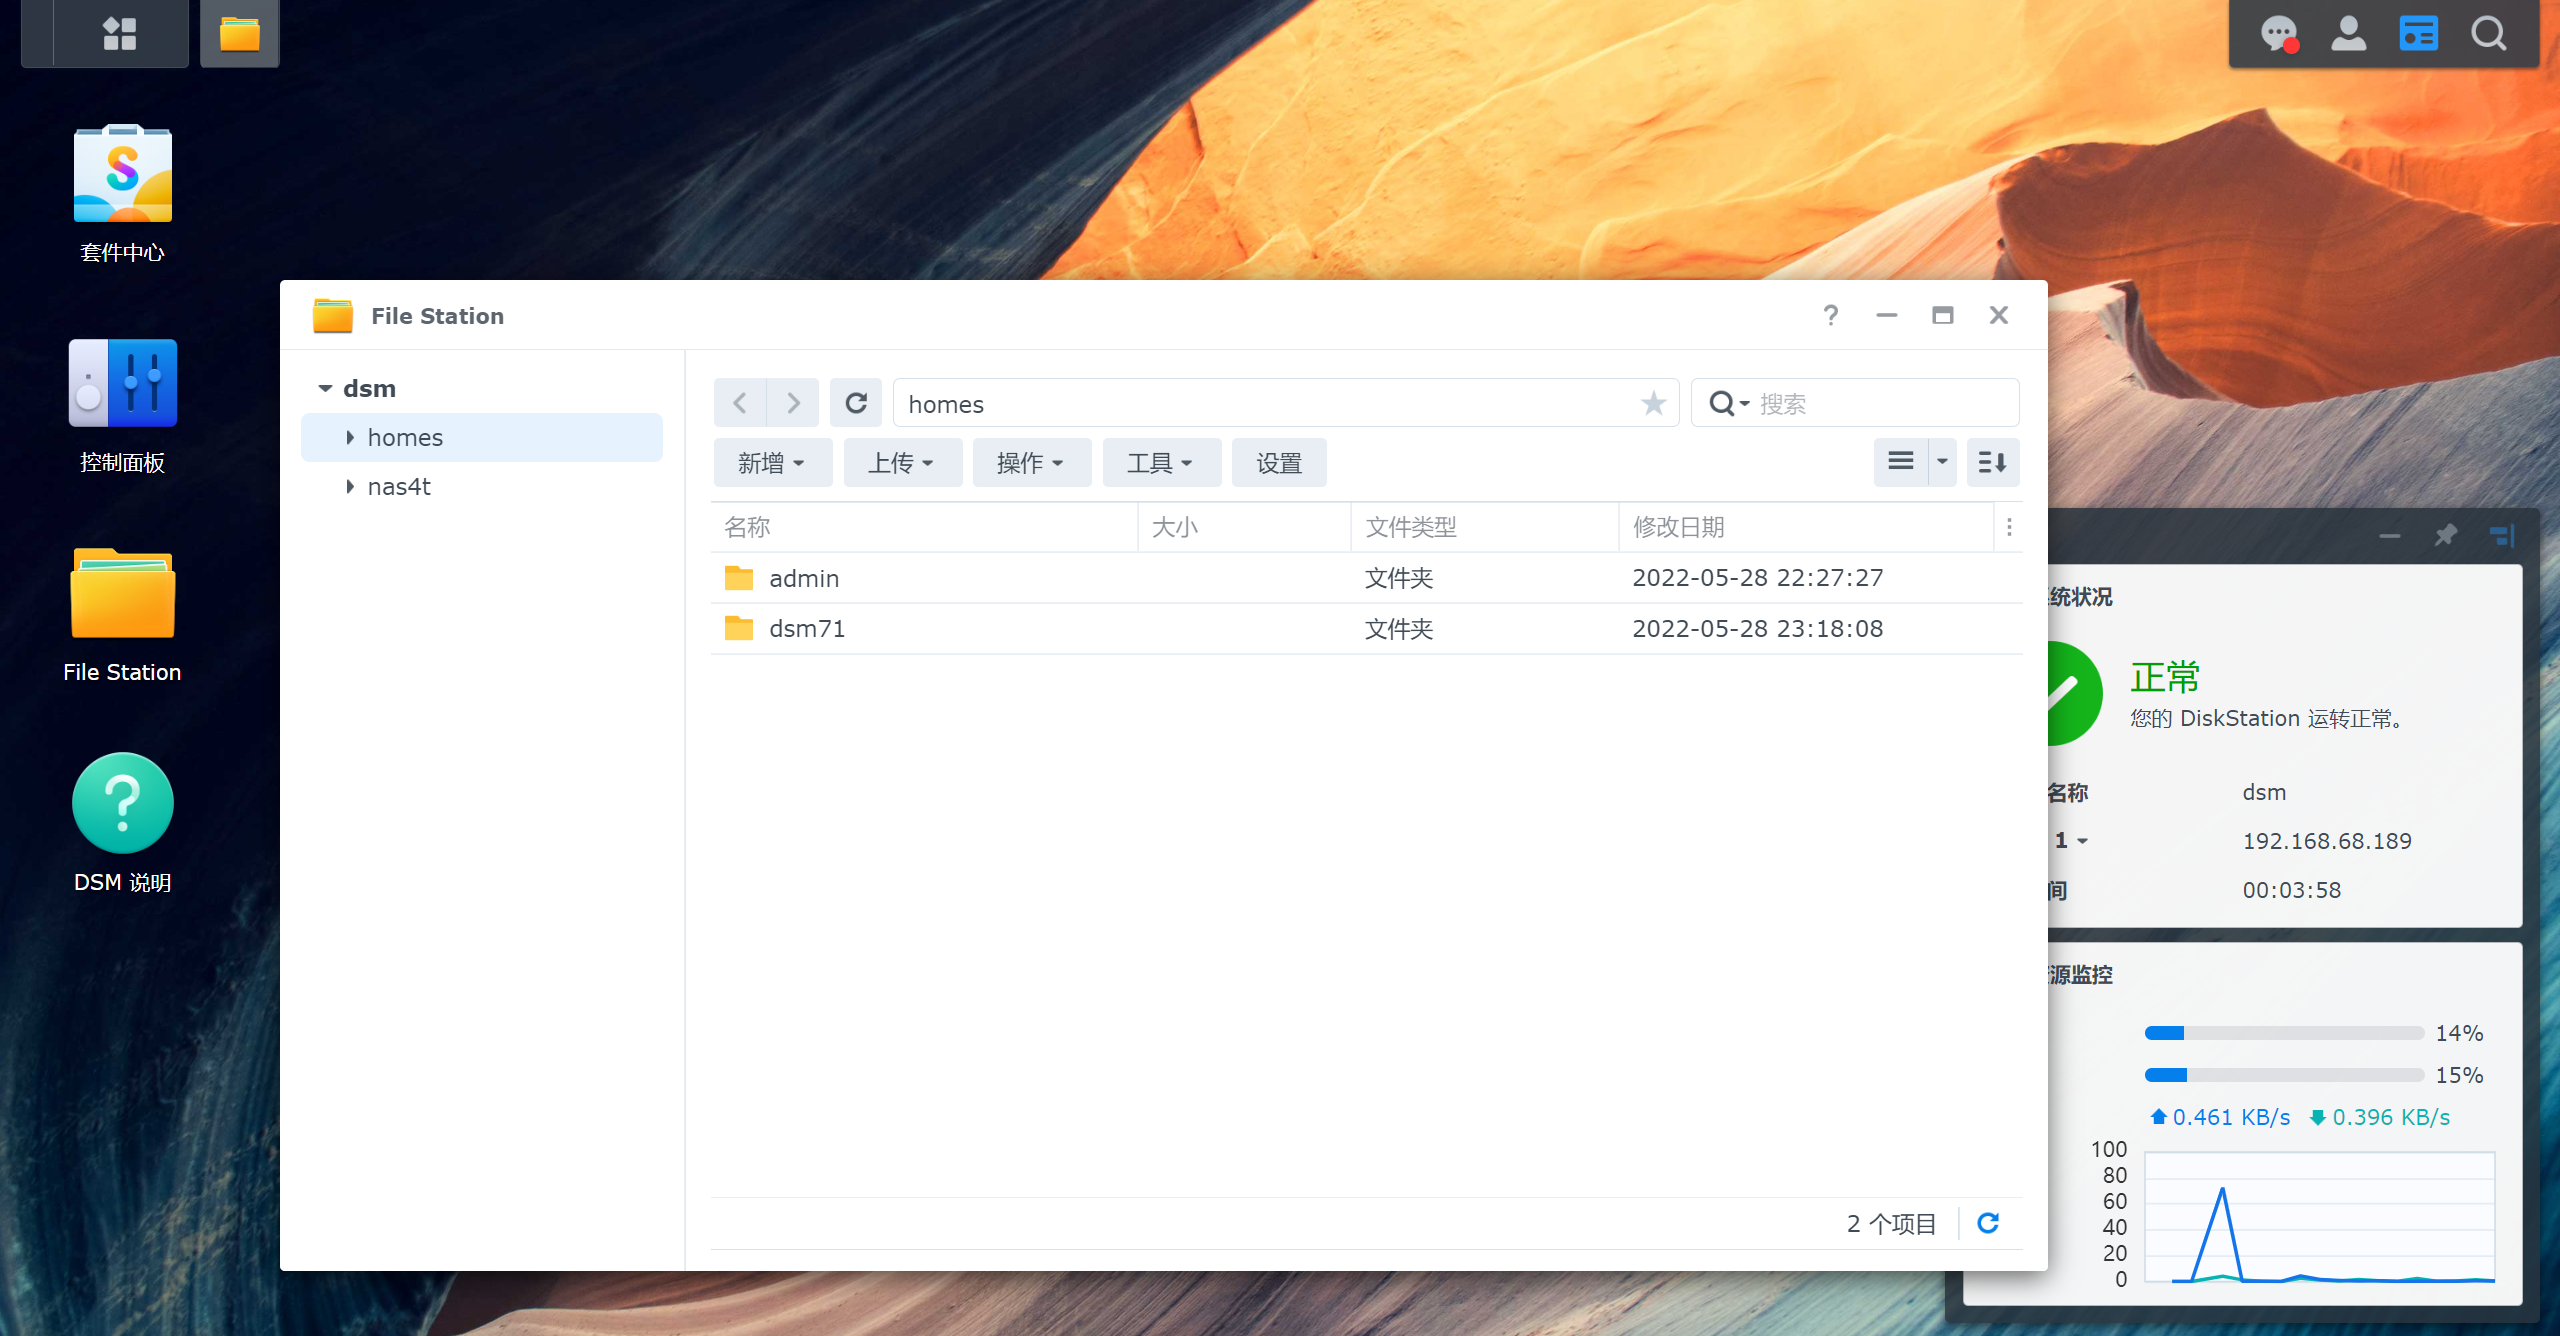 套件中心
控制面板
File Station
DSM 说明
File Station
dsm
homes
nas4t
homes
搜索
新增
上传
操作
工具
设置
名称 大小 文件类型 修改日期
admin 文件夹 2022-05-28 22:27:27
dsm71 文件夹 2022-05-28 23:18:08
2 个项目
统状况
正常
您的 DiskStation 运转正常。
名称 dsm
1 192.168.68.189
间 00:03:58
源监控
14%
15%
0.461 KB/s 0.396 KB/s
100
80
60
40
20
0